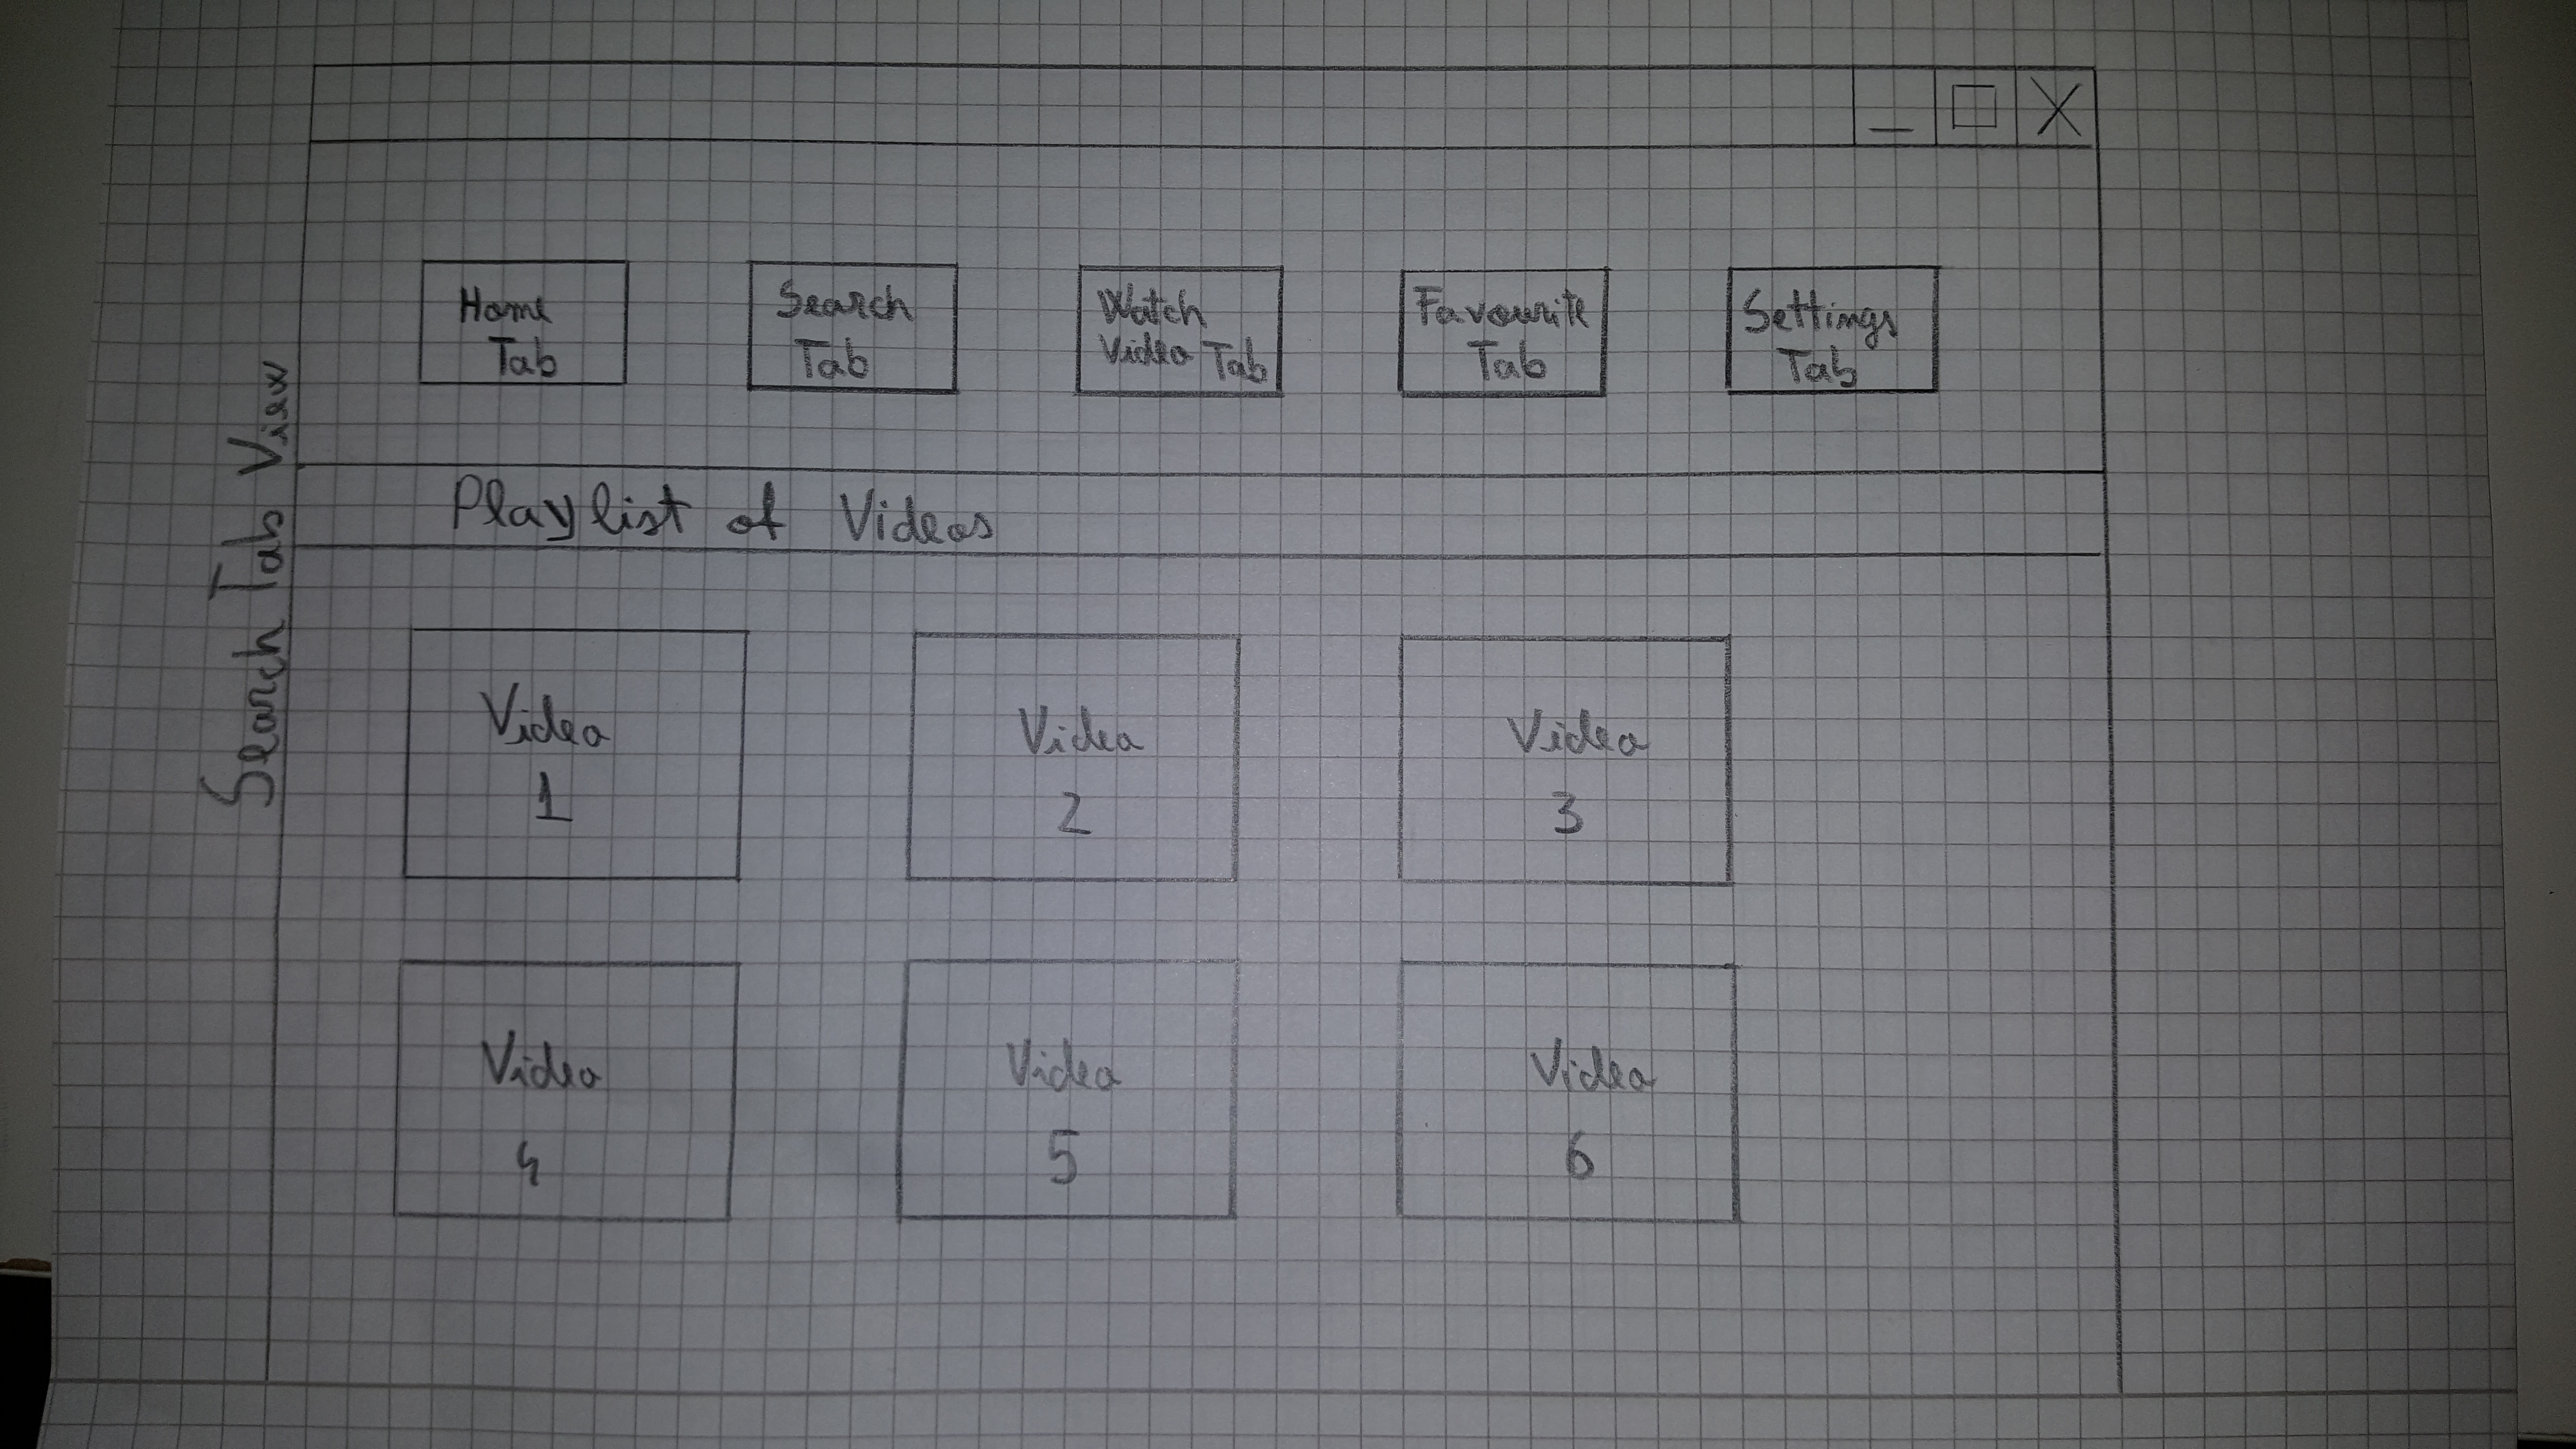 Search Tab View
Home
Tab
Search
Tab
Watch
Video Tab
Favourite
Tab
Settings
Tab
Playlist of Videos
Video
1
Video
2
Video
3
Video
4
Video
5
Video
6